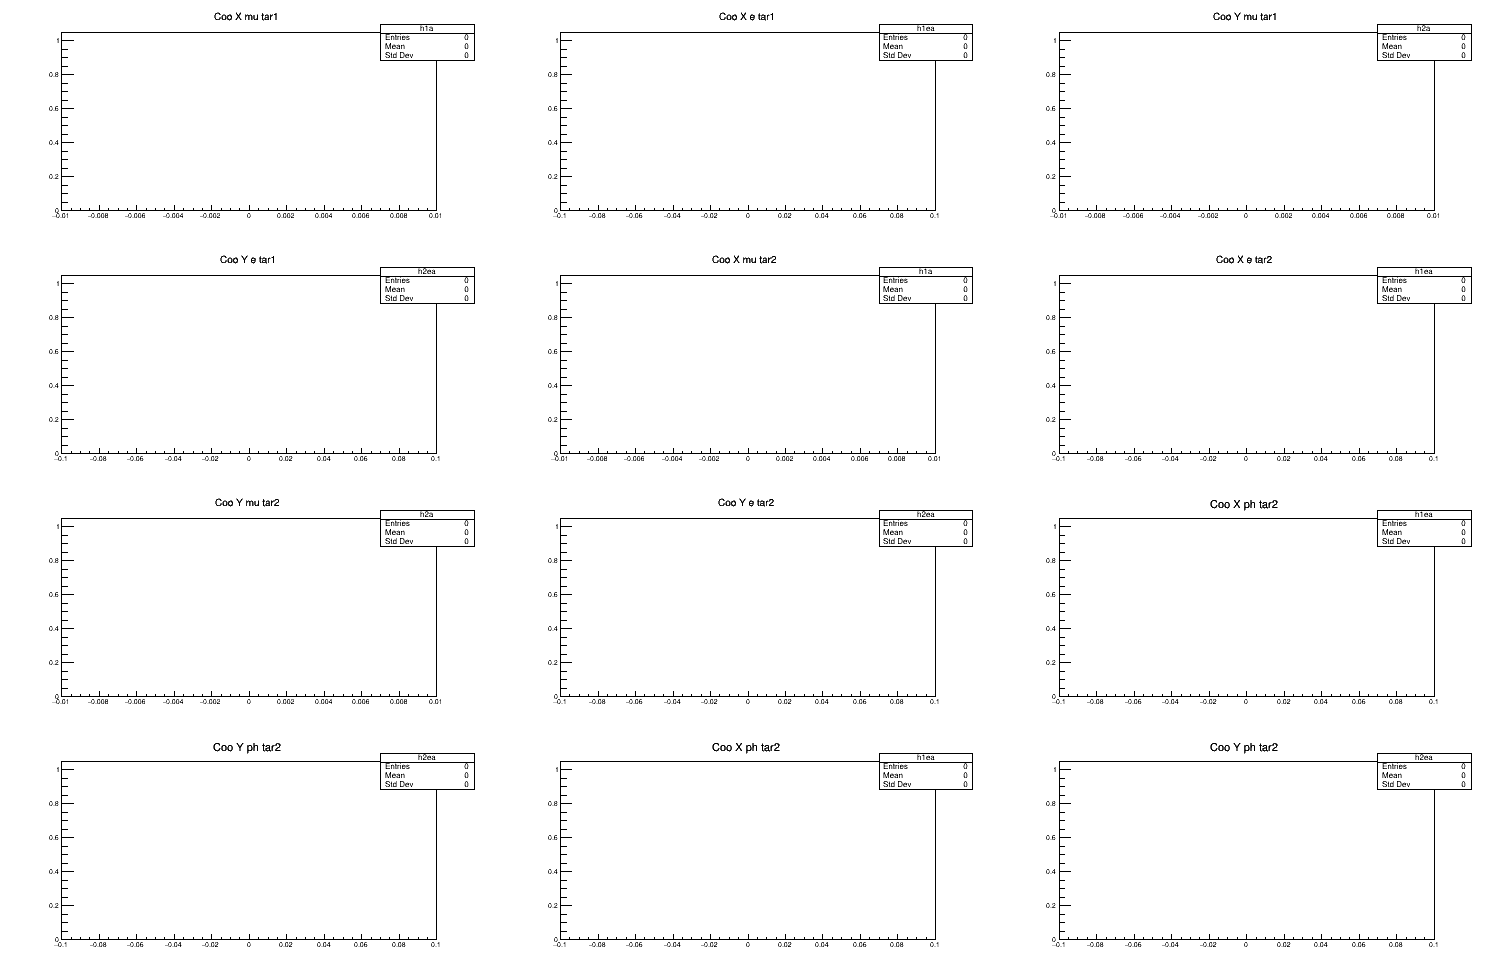 Coo X mu tar1
h1a
Entries 0
Mean 0
Std Dev 0
1
0.8
0.6
0.4
0.2
0
−0.01 −0.008 −0.006 −0.004 −0.002 0 0.002 0.004 0.006 0.008 0.01
Coo X e tar1
h1ea
Entries 0
Mean 0
Std Dev 0
1
0.8
0.6
0.4
0.2
0
−0.1 −0.08 −0.06 −0.04 −0.02 0 0.02 0.04 0.06 0.08 0.1
Coo Y mu tar1
h2a
Entries 0
Mean 0
Std Dev 0
1
0.8
0.6
0.4
0.2
0
−0.01 −0.008 −0.006 −0.004 −0.002 0 0.002 0.004 0.006 0.008 0.01
Coo Y e tar1
h2ea
Entries 0
Mean 0
Std Dev 0
1
0.8
0.6
0.4
0.2
0
−0.1 −0.08 −0.06 −0.04 −0.02 0 0.02 0.04 0.06 0.08 0.1
Coo X mu tar2
h1a
Entries 0
Mean 0
Std Dev 0
1
0.8
0.6
0.4
0.2
0
−0.01 −0.008 −0.006 −0.004 −0.002 0 0.002 0.004 0.006 0.008 0.01
Coo X e tar2
h1ea
Entries 0
Mean 0
Std Dev 0
1
0.8
0.6
0.4
0.2
0
−0.1 −0.08 −0.06 −0.04 −0.02 0 0.02 0.04 0.06 0.08 0.1
Coo Y mu tar2
h2a
Entries 0
Mean 0
Std Dev 0
1
0.8
0.6
0.4
0.2
0
−0.01 −0.008 −0.006 −0.004 −0.002 0 0.002 0.004 0.006 0.008 0.01
Coo Y e tar2
h2ea
Entries 0
Mean 0
Std Dev 0
1
0.8
0.6
0.4
0.2
0
−0.1 −0.08 −0.06 −0.04 −0.02 0 0.02 0.04 0.06 0.08 0.1
Coo X ph tar2
h1ea
Entries 0
Mean 0
Std Dev 0
1
0.8
0.6
0.4
0.2
0
−0.1 −0.08 −0.06 −0.04 −0.02 0 0.02 0.04 0.06 0.08 0.1
Coo Y ph tar2
h2ea
Entries 0
Mean 0
Std Dev 0
1
0.8
0.6
0.4
0.2
0
−0.1 −0.08 −0.06 −0.04 −0.02 0 0.02 0.04 0.06 0.08 0.1
Coo X ph tar2
h1ea
Entries 0
Mean 0
Std Dev 0
1
0.8
0.6
0.4
0.2
0
−0.1 −0.08 −0.06 −0.04 −0.02 0 0.02 0.04 0.06 0.08 0.1
Coo Y ph tar2
h2ea
Entries 0
Mean 0
Std Dev 0
1
0.8
0.6
0.4
0.2
0
−0.1 −0.08 −0.06 −0.04 −0.02 0 0.02 0.04 0.06 0.08 0.1